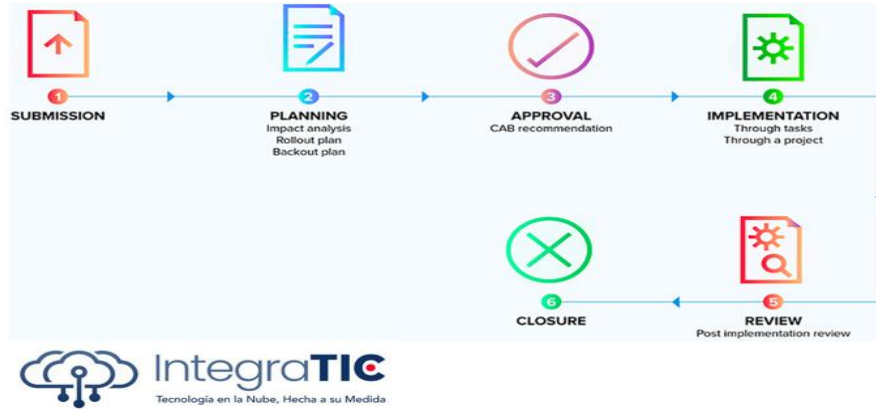 1
2
3
4
SUBMISSION
PLANNING
Impact analysis
Rollout plan
Backout plan
APPROVAL
CAB recommendation
IMPLEMENTATION
Through tasks
Through a project
6
5
CLOSURE
REVIEW
Post implementation review
IntegraTIC
Tecnología en la Nube, Hecha a su Medida